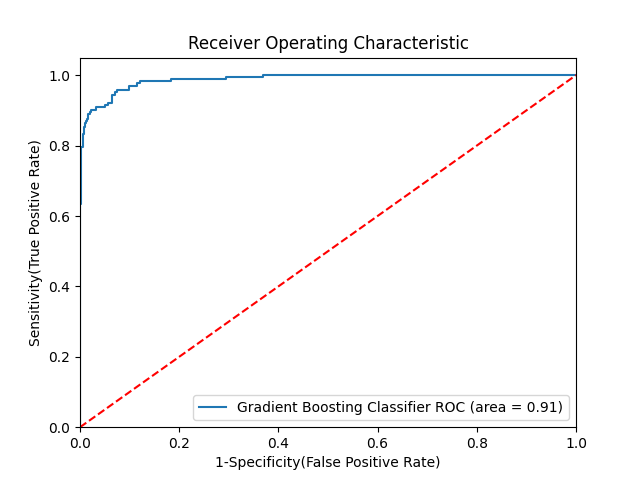 Receiver Operating Characteristic
1.0
0.8
0.6
0.4
0.2
0.0
Sensitivity(True Positive Rate)
Gradient Boosting Classifier ROC (area = 0.91)
0.0 0.2 0.4 0.6 0.8 1.0
1-Specificity(False Positive Rate)